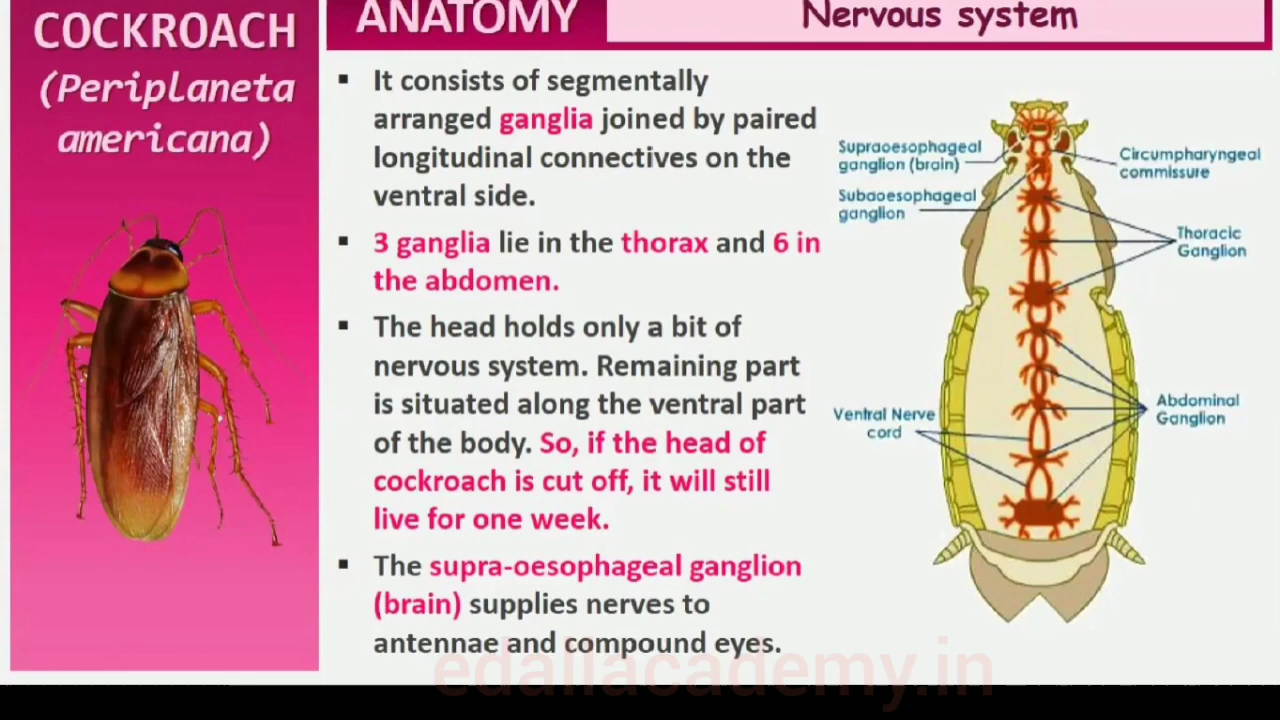 COCKROACH
(Periplaneta
americana)
ANATOMY
Nervous system
▪ It consists of segmentally
arranged ganglia joined by paired
longitudinal connectives on the
ventral side.
▪ 3 ganglia lie in the thorax and 6 in
the abdomen.
▪ The head holds only a bit of
nervous system. Remaining part
is situated along the ventral part
of the body. So, if the head of
cockroach is cut off, it will still
live for one week.
▪ The supra-oesophageal ganglion
(brain) supplies nerves to
antennae and compound eyes.
Supraoesophageal
ganglion (brain)
Subaoesophageal
ganglion
Circumpharyngeal
commissure
Thoracic
Ganglion
Ventral Nerve
cord
Abdominal
Ganglion
edallacademy.in